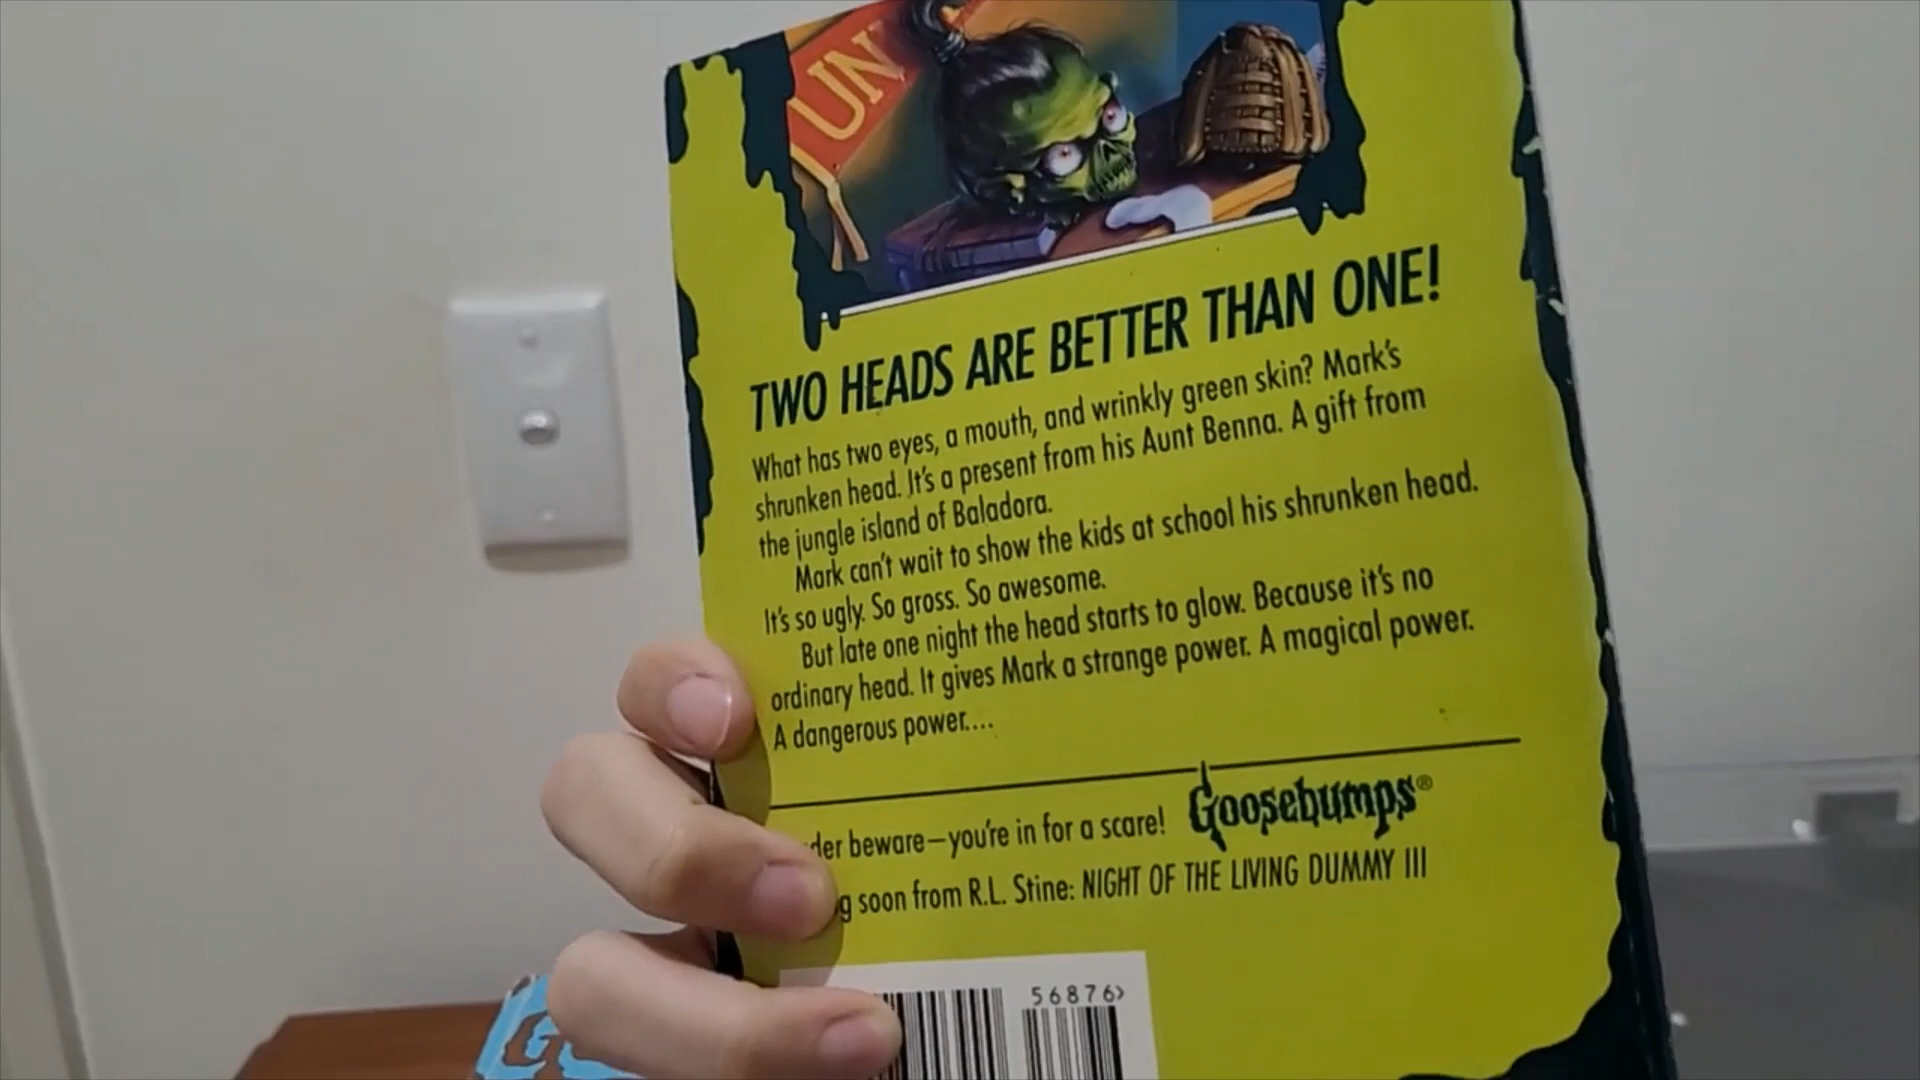 UN
TWO HEADS ARE BETTER THAN ONE!
What has two eyes, a mouth, and wrinkly green skin? Mark's
shrunken head. It's a present from his Aunt Benna. A gift from
the jungle island of Baladora.
Mark can't wait to show the kids at school his shrunken head.
It's so ugly. So gross. So awesome.
But late one night the head starts to glow. Because it's no
ordinary head. It gives Mark a strange power. A magical power.
A dangerous power....
beware—you're in for a scare! Goosebumps®
soon from R.L. Stine: NIGHT OF THE LIVING DUMMY III
56876>